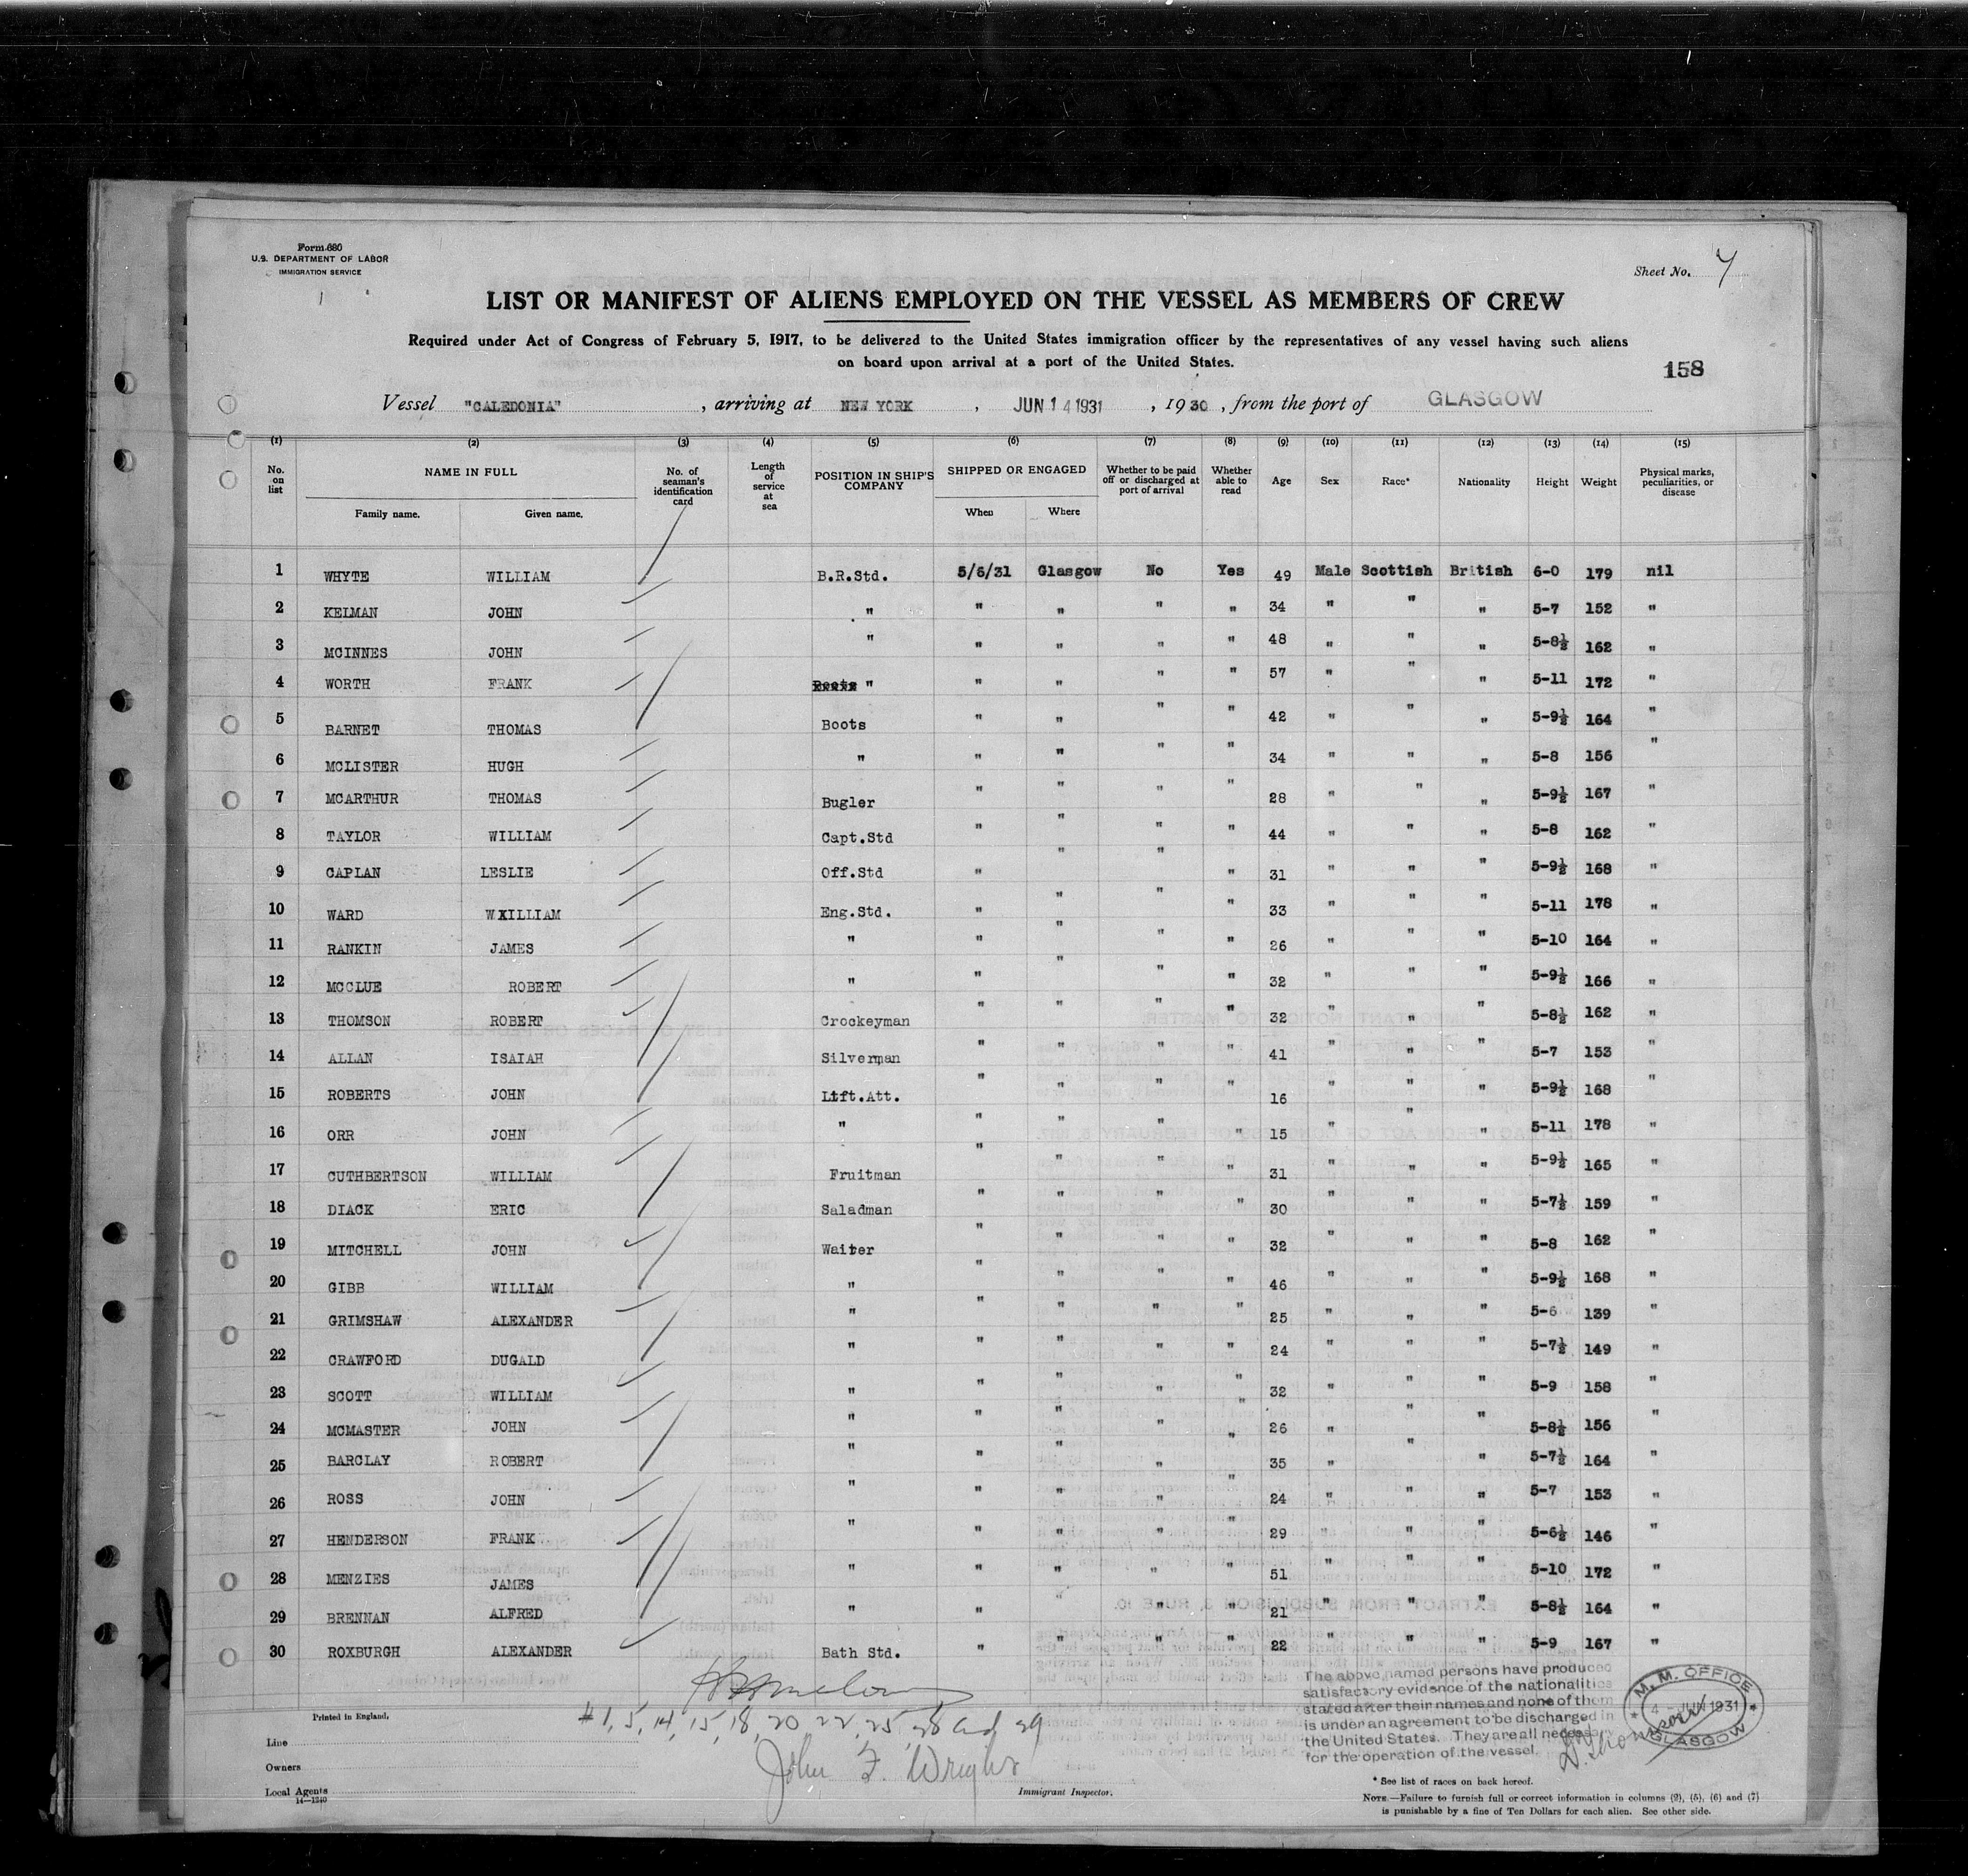 Form 680
U.S. DEPARTMENT OF LABOR
IMMIGRATION SERVICE
Sheet No. 7
LIST OR MANIFEST OF ALIENS EMPLOYED ON THE VESSEL AS MEMBERS OF CREW
Required under Act of Congress of February 5, 1917, to be delivered to the United States immigration officer by the representatives of any vessel having such aliens
on board upon arrival at a port of the United States.
158
Vessel "CALEDONIA", arriving at NEW YORK, JUN 14 1931, 1930, from the port of GLASGOW
(1) (2) (3) (4) (5) (6) (7) (8) (9) (10) (11) (12) (13) (14) (15)
No. on list NAME IN FULL Family name. Given name. No. of seaman's identification card Length of service at sea POSITION IN SHIP'S COMPANY SHIPPED OR ENGAGED When Where Whether to be paid off or discharged at port of arrival Whether able to read Age Sex Race* Nationality Height Weight Physical marks, peculiarities, or disease
1 WHYTE WILLIAM B.R.Std. 5/6/31 Glasgow No Yes 49 Male Scottish British 6-0 179 nil
2 KELMAN JOHN " " " " " 34 " " " 5-7 152 "
3 MCINNES JOHN " " " " " 48 " " " 5-8½ 162 "
4 WORTH FRANK " " " " " 57 " " " 5-11 172 "
5 BARNET THOMAS Boots " " " " 42 " " " 5-9½ 164 "
6 MCLISTER HUGH " " " " " 34 " " " 5-8 156 "
7 MCARTHUR THOMAS Bugler " " " " 28 " " " 5-9½ 167 "
8 TAYLOR WILLIAM Capt.Std " " " " 44 " " " 5-8 162 "
9 CAPLAN LESLIE Off.Std " " " " 31 " " " 5-9½ 168 "
10 WARD WXILLIAM Eng.Std. " " " " 33 " " " 5-11 178 "
11 RANKIN JAMES " " " " " 26 " " " 5-10 164 "
12 MCCLUE ROBERT " " " " " 32 " " " 5-9½ 166 "
13 THOMSON ROBERT Crockeyman " " " " 32 " " " 5-8½ 162 "
14 ALLAN ISAIAH Silverman " " " " 41 " " " 5-7 153 "
15 ROBERTS JOHN Lift.Att. " " " " 16 " " " 5-9½ 168 "
16 ORR JOHN " " " " " 15 " " " 5-11 178 "
17 CUTHBERTSON WILLIAM Fruitman " " " " 31 " " " 5-9½ 165 "
18 DIACK ERIC Saladman " " " " 30 " " " 5-7½ 159 "
19 MITCHELL JOHN Waiter " " " " 32 " " " 5-8 162 "
20 GIBB WILLIAM " " " " " 46 " " " 5-9½ 168 "
21 GRIMSHAW ALEXANDER " " " " " 25 " " " 5-6 139 "
22 CRAWFORD DUGALD " " " " " 24 " " " 5-7½ 149 "
23 SCOTT WILLIAM " " " " " 32 " " " 5-9 158 "
24 MCMASTER JOHN " " " " " 26 " " " 5-8½ 156 "
25 BARCLAY ROBERT " " " " " 35 " " " 5-7½ 164 "
26 ROSS JOHN " " " " " 24 " " " 5-7 153 "
27 HENDERSON FRANK " " " " " 29 " " " 5-6½ 146 "
28 MENZIES JAMES " " " " " 51 " " " 5-10 172 "
29 BRENNAN ALFRED " " " " " 21 " " " 5-8½ 164 "
30 ROXBURGH ALEXANDER Bath Std. " " " " 22 " " " 5-9 167 "
# 1, 5, 14, 15, 18, 20, 22, 25, 28 and 29
John F. Wright
Printed in England.
Line
Owners
Local Agents
14—1240
Immigrant Inspector.
The above named persons have produced
satisfactory evidence of the nationalities
stated after their names and none of them
is under an agreement to be discharged in
the United States. They are all necessary
for the operation of the vessel.
M. M. OFFICE
4 - JUN 1931
GLASGOW
* See list of races on back hereof.
NOTE.—Failure to furnish full or correct information in columns (2), (5), (6) and (7)
is punishable by a fine of Ten Dollars for each alien. See other side.